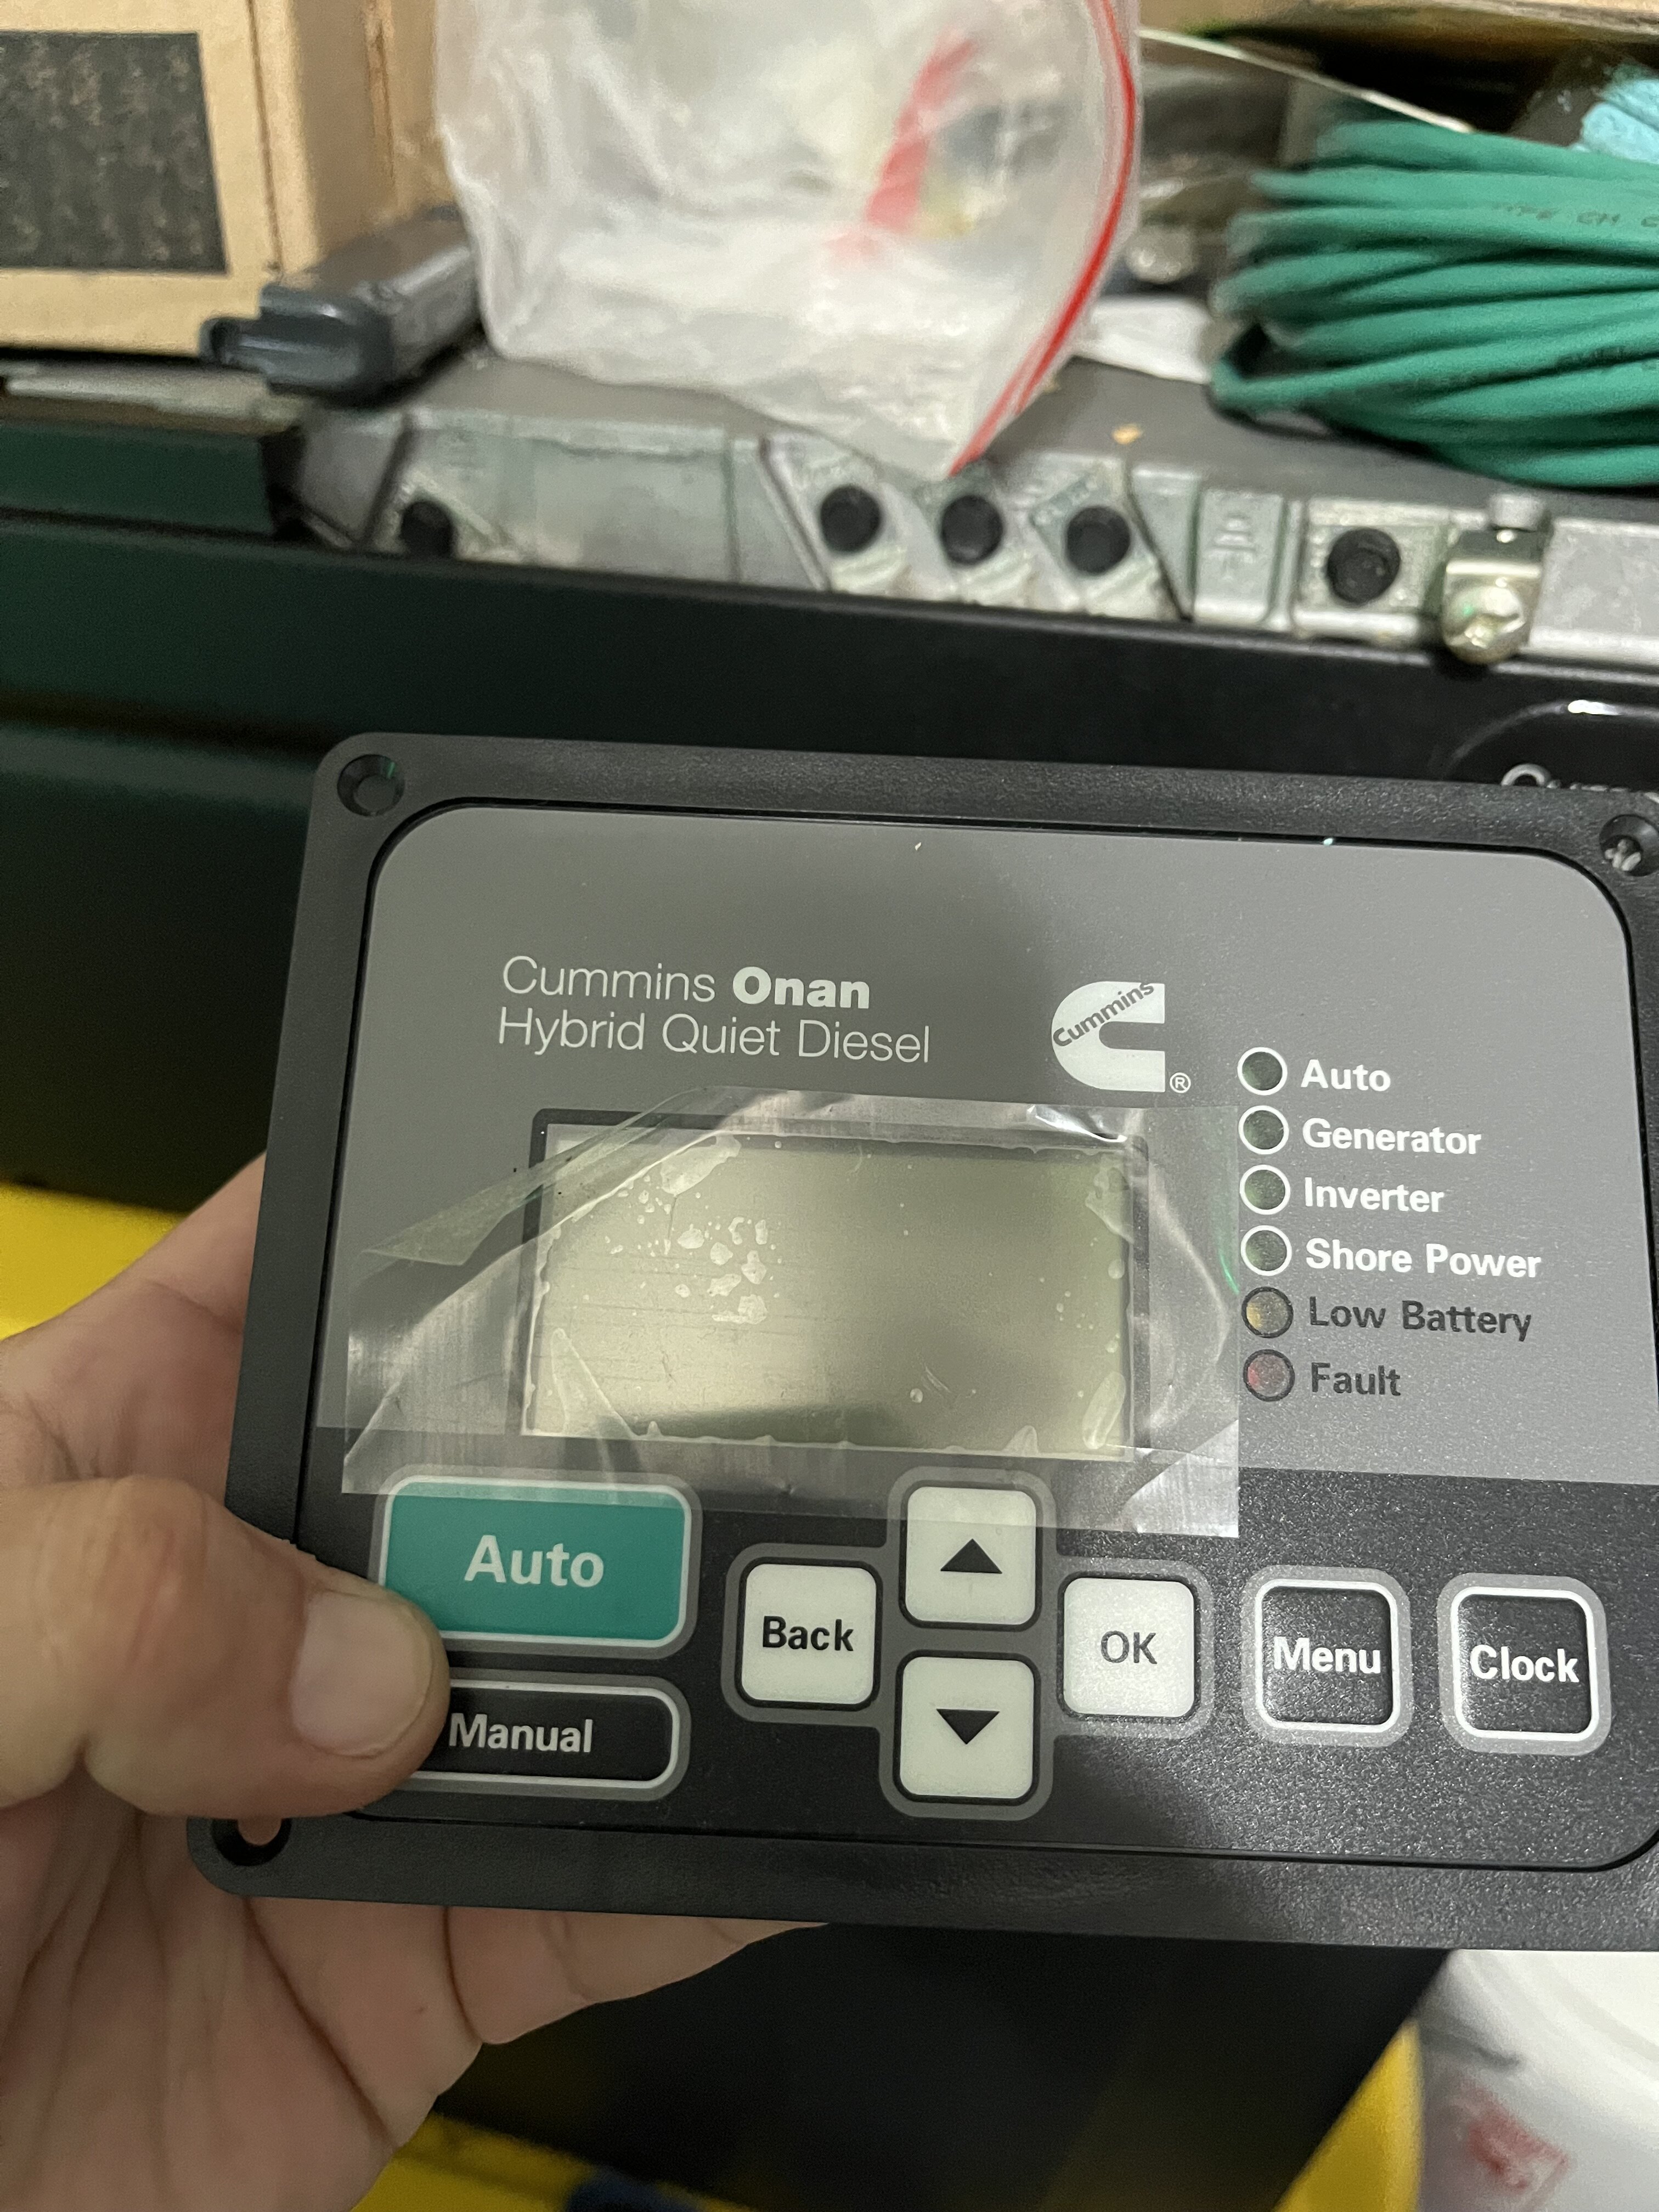 Cummins Onan
Hybrid Quiet Diesel
Cummins
®
Auto
Generator
Inverter
Shore Power
Low Battery
Fault
Auto
Manual
Back
OK
Menu
Clock